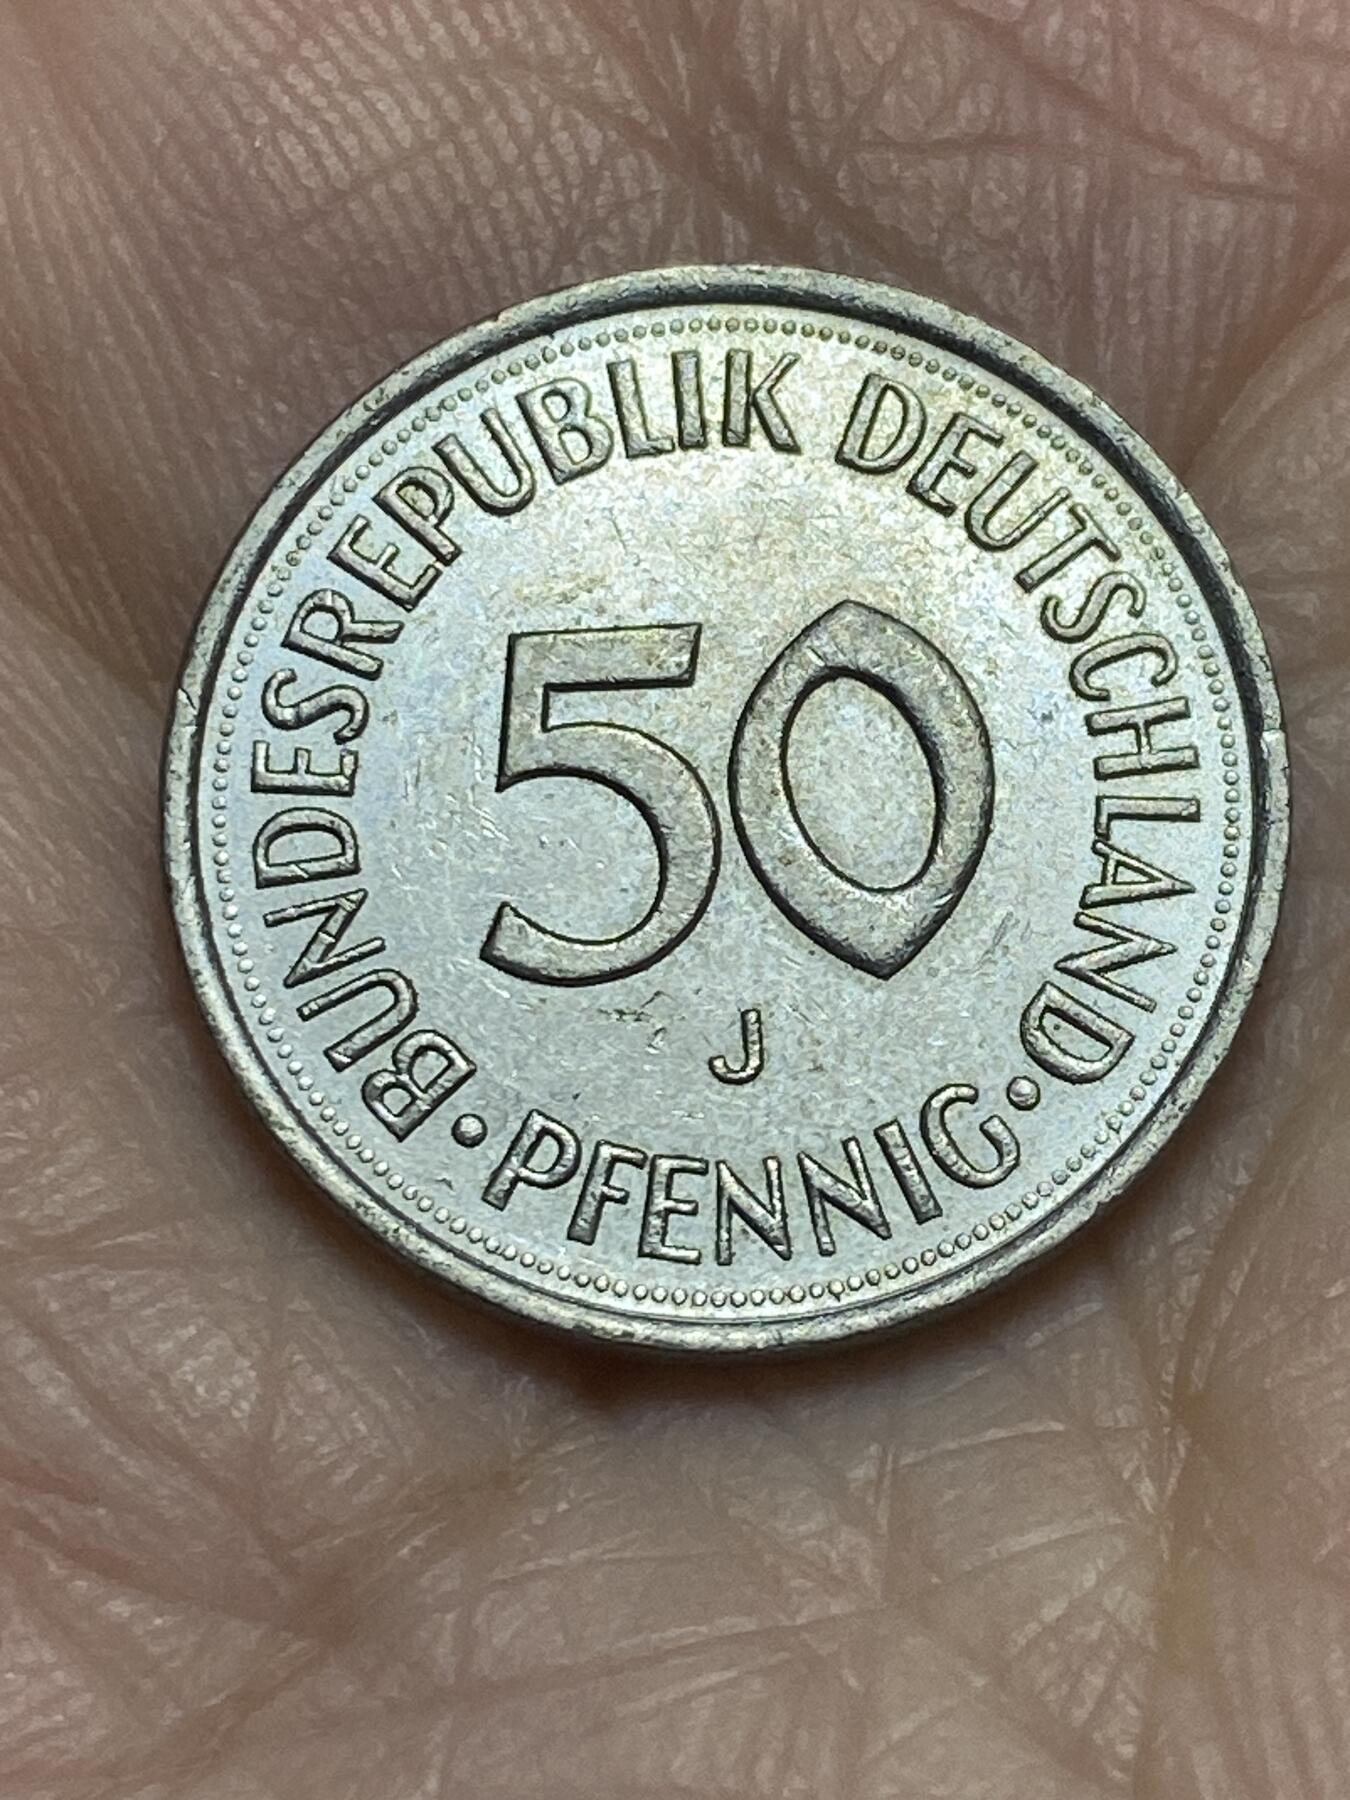 BUNDESREPUBLIK DEUTSCHLAND
50
J
· PFENNIG ·